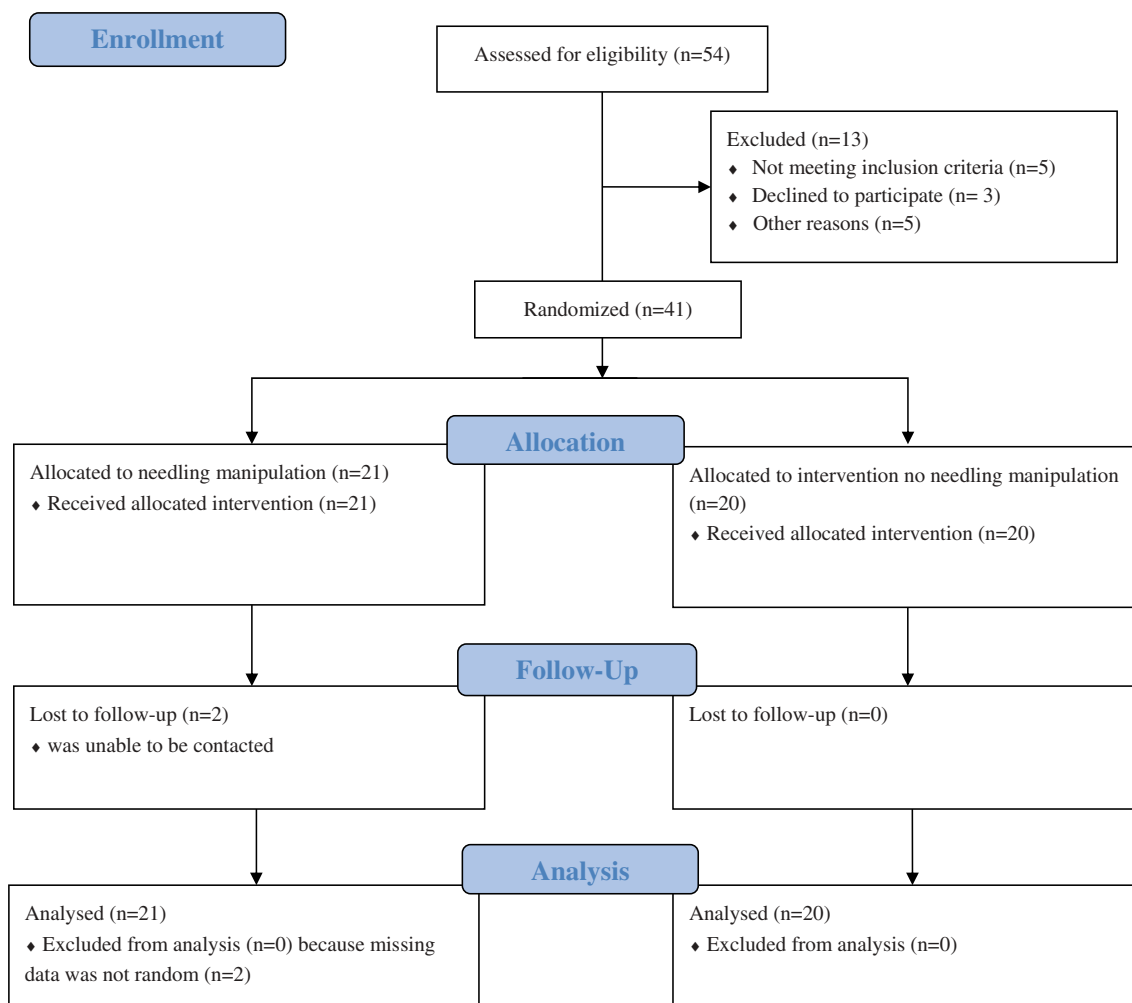 Enrollment
Assessed for eligibility (n=54)
Excluded (n=13)
♦ Not meeting inclusion criteria (n=5)
♦ Declined to participate (n= 3)
♦ Other reasons (n=5)
Randomized (n=41)
Allocation
Allocated to needling manipulation (n=21)
♦ Received allocated intervention (n=21)
Allocated to intervention no needling manipulation
(n=20)
♦ Received allocated intervention (n=20)
Follow-Up
Lost to follow-up (n=2)
♦ was unable to be contacted
Lost to follow-up (n=0)
Analysis
Analysed (n=21)
♦ Excluded from analysis (n=0) because missing
data was not random (n=2)
Analysed (n=20)
♦ Excluded from analysis (n=0)